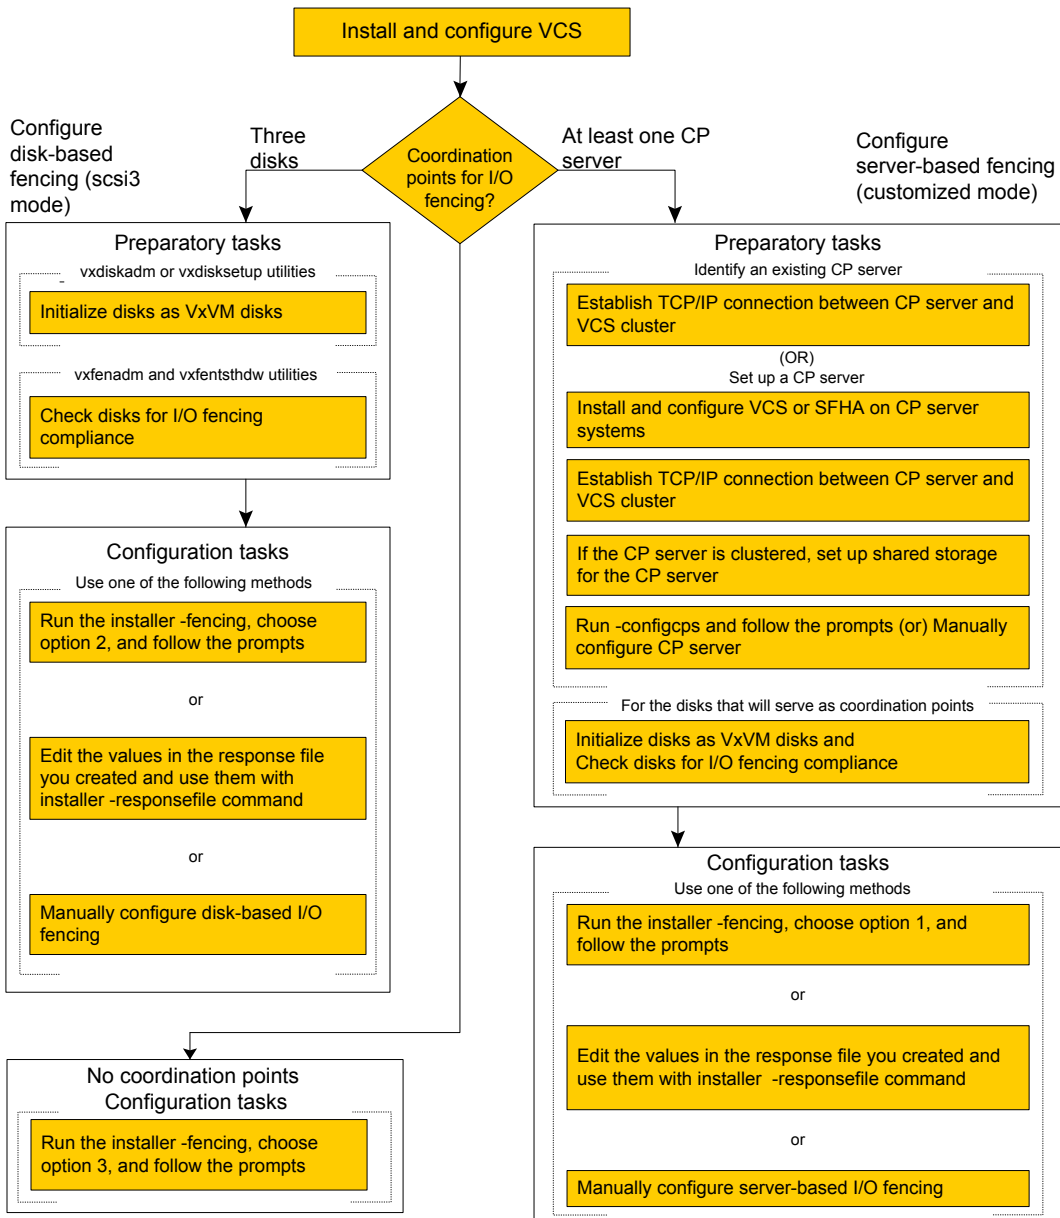 Install and configure VCS
Configure
disk-based
fencing (scsi3
mode)
Three
disks
Coordination
points for I/O
fencing?
At least one CP
server
Configure
server-based fencing
(customized mode)
Preparatory tasks
vxdiskadm or vxdisksetup utilities
Initialize disks as VxVM disks
vxfenadm and vxfentsthdw utilities
Check disks for I/O fencing
compliance
Configuration tasks
Use one of the following methods
Run the installer -fencing, choose
option 2, and follow the prompts
or
Edit the values in the response file
you created and use them with
installer -responsefile command
or
Manually configure disk-based I/O
fencing
No coordination points
Configuration tasks
Run the installer -fencing, choose
option 3, and follow the prompts
Preparatory tasks
Identify an existing CP server
Establish TCP/IP connection between CP server and
VCS cluster
(OR)
Set up a CP server
Install and configure VCS or SFHA on CP server
systems
Establish TCP/IP connection between CP server and
VCS cluster
If the CP server is clustered, set up shared storage
for the CP server
Run -configcps and follow the prompts (or) Manually
configure CP server
For the disks that will serve as coordination points
Initialize disks as VxVM disks and
Check disks for I/O fencing compliance
Configuration tasks
Use one of the following methods
Run the installer -fencing, choose option 1, and
follow the prompts
or
Edit the values in the response file you created and
use them with installer -responsefile command
or
Manually configure server-based I/O fencing